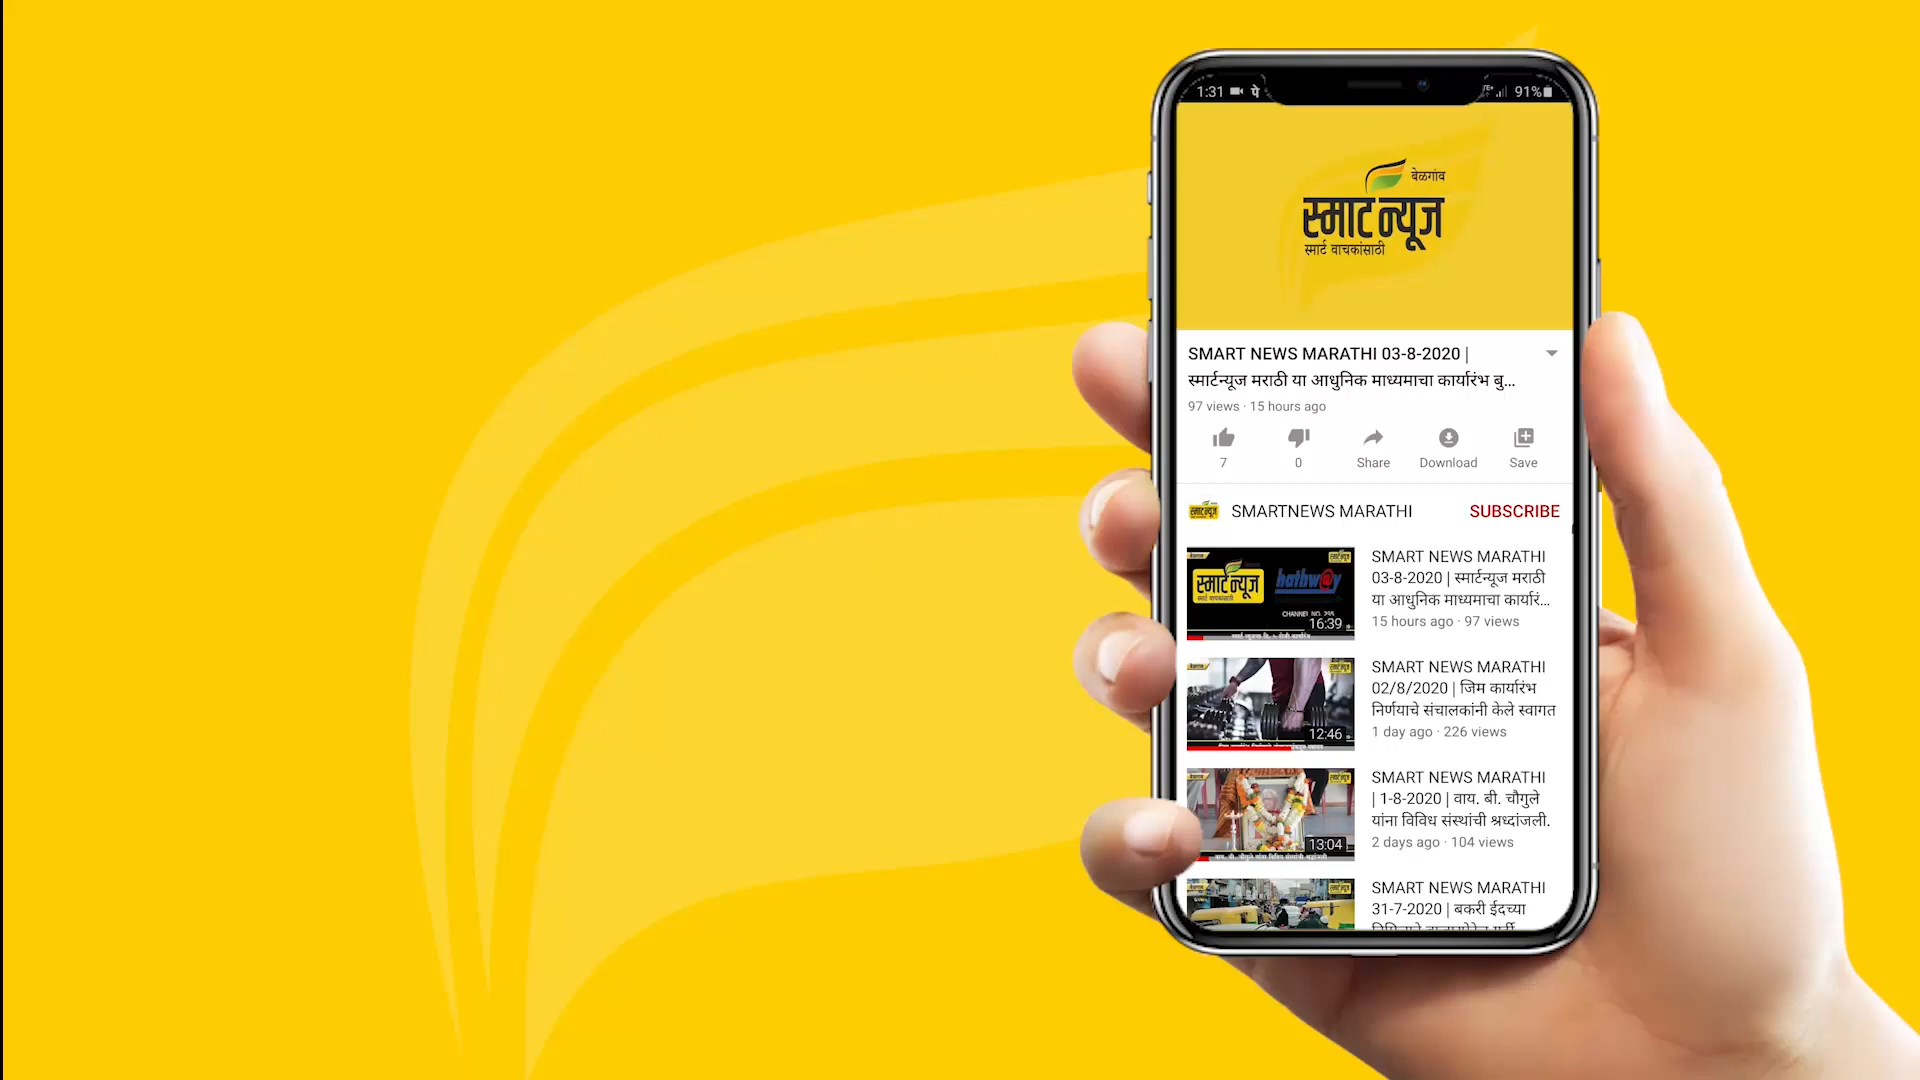 1:31 पे 91%
बेळगांव
स्मार्ट न्यूज
स्मार्ट वाचकांसाठी
SMART NEWS MARATHI 03-8-2020 |
स्मार्टन्यूज मराठी या आधुनिक माध्यमाचा कार्यारंभ बु...
97 views · 15 hours ago
7 0 Share Download Save
स्मार्ट न्यूज SMARTNEWS MARATHI SUBSCRIBE
स्मार्ट न्यूज
hathw@y
CHANNEL NO. 295
16:39
SMART NEWS MARATHI
03-8-2020 | स्मार्टन्यूज मराठी
या आधुनिक माध्यमाचा कार्यारं...
15 hours ago · 97 views
12:46
SMART NEWS MARATHI
02/8/2020 | जिम कार्यारंभ
निर्णयाचे संचालकांनी केले स्वागत
1 day ago · 226 views
13:04
SMART NEWS MARATHI
| 1-8-2020 | वाय. बी. चौगुले
यांना विविध संस्थांची श्रध्दांजली.
2 days ago · 104 views
SMART NEWS MARATHI
31-7-2020 | बकरी ईदच्या